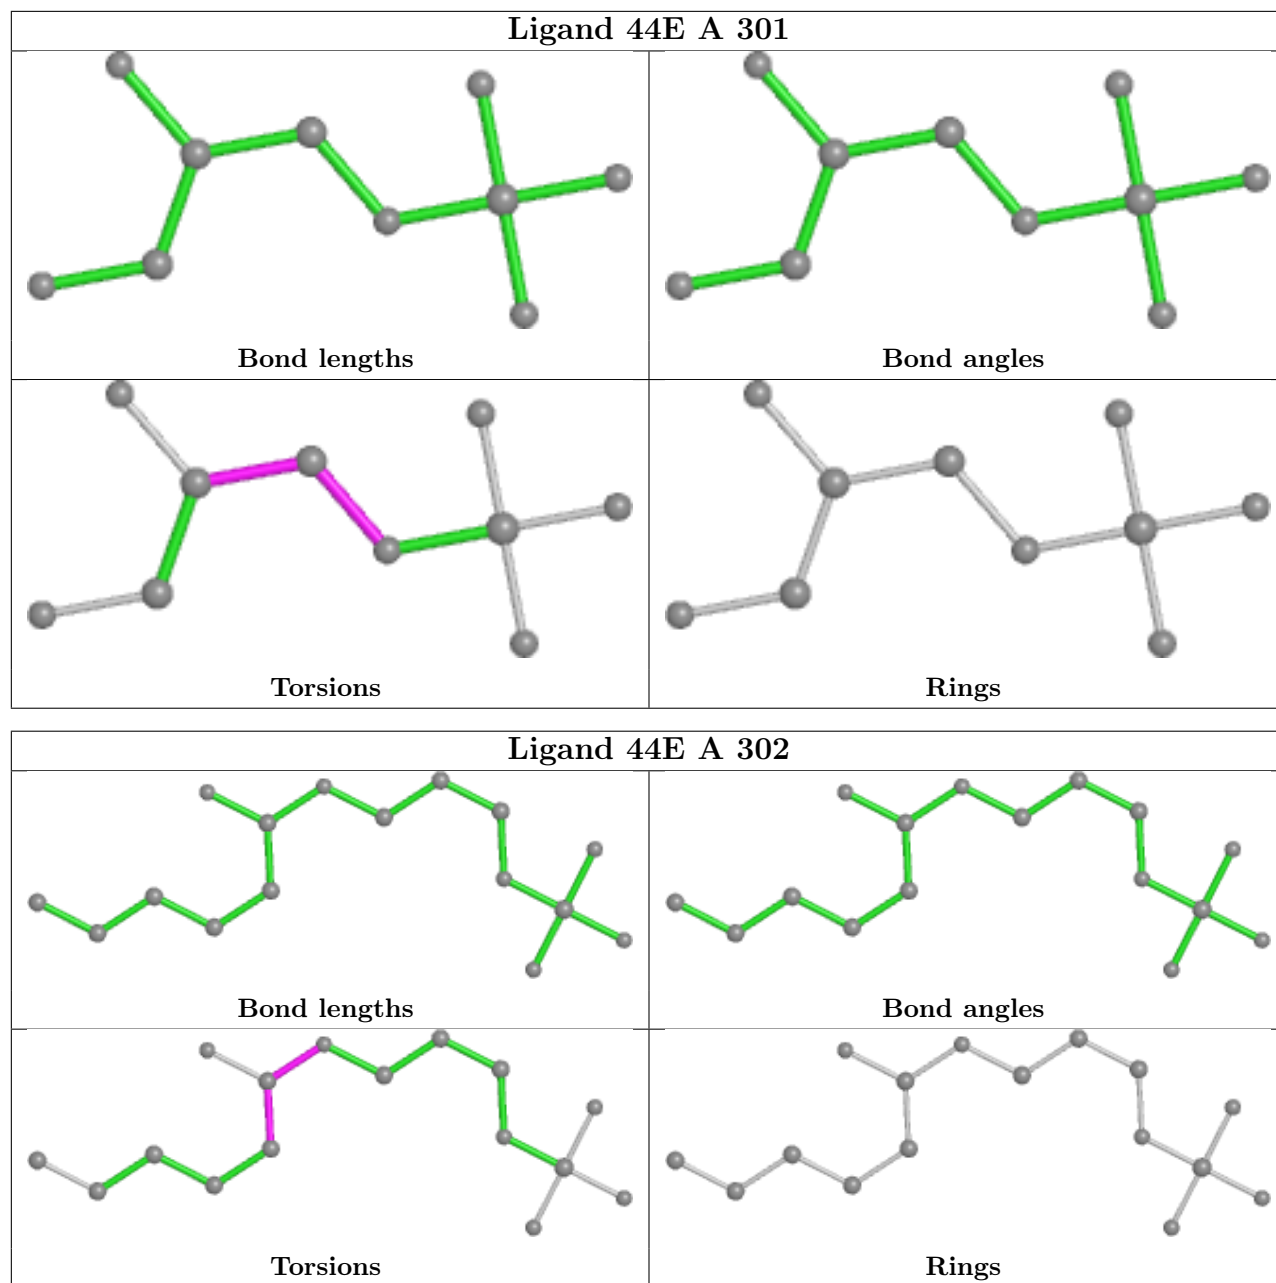 Ligand 44E A 301
Bond lengths
Bond angles
Torsions
Rings
Ligand 44E A 302
Bond lengths
Bond angles
Torsions
Rings